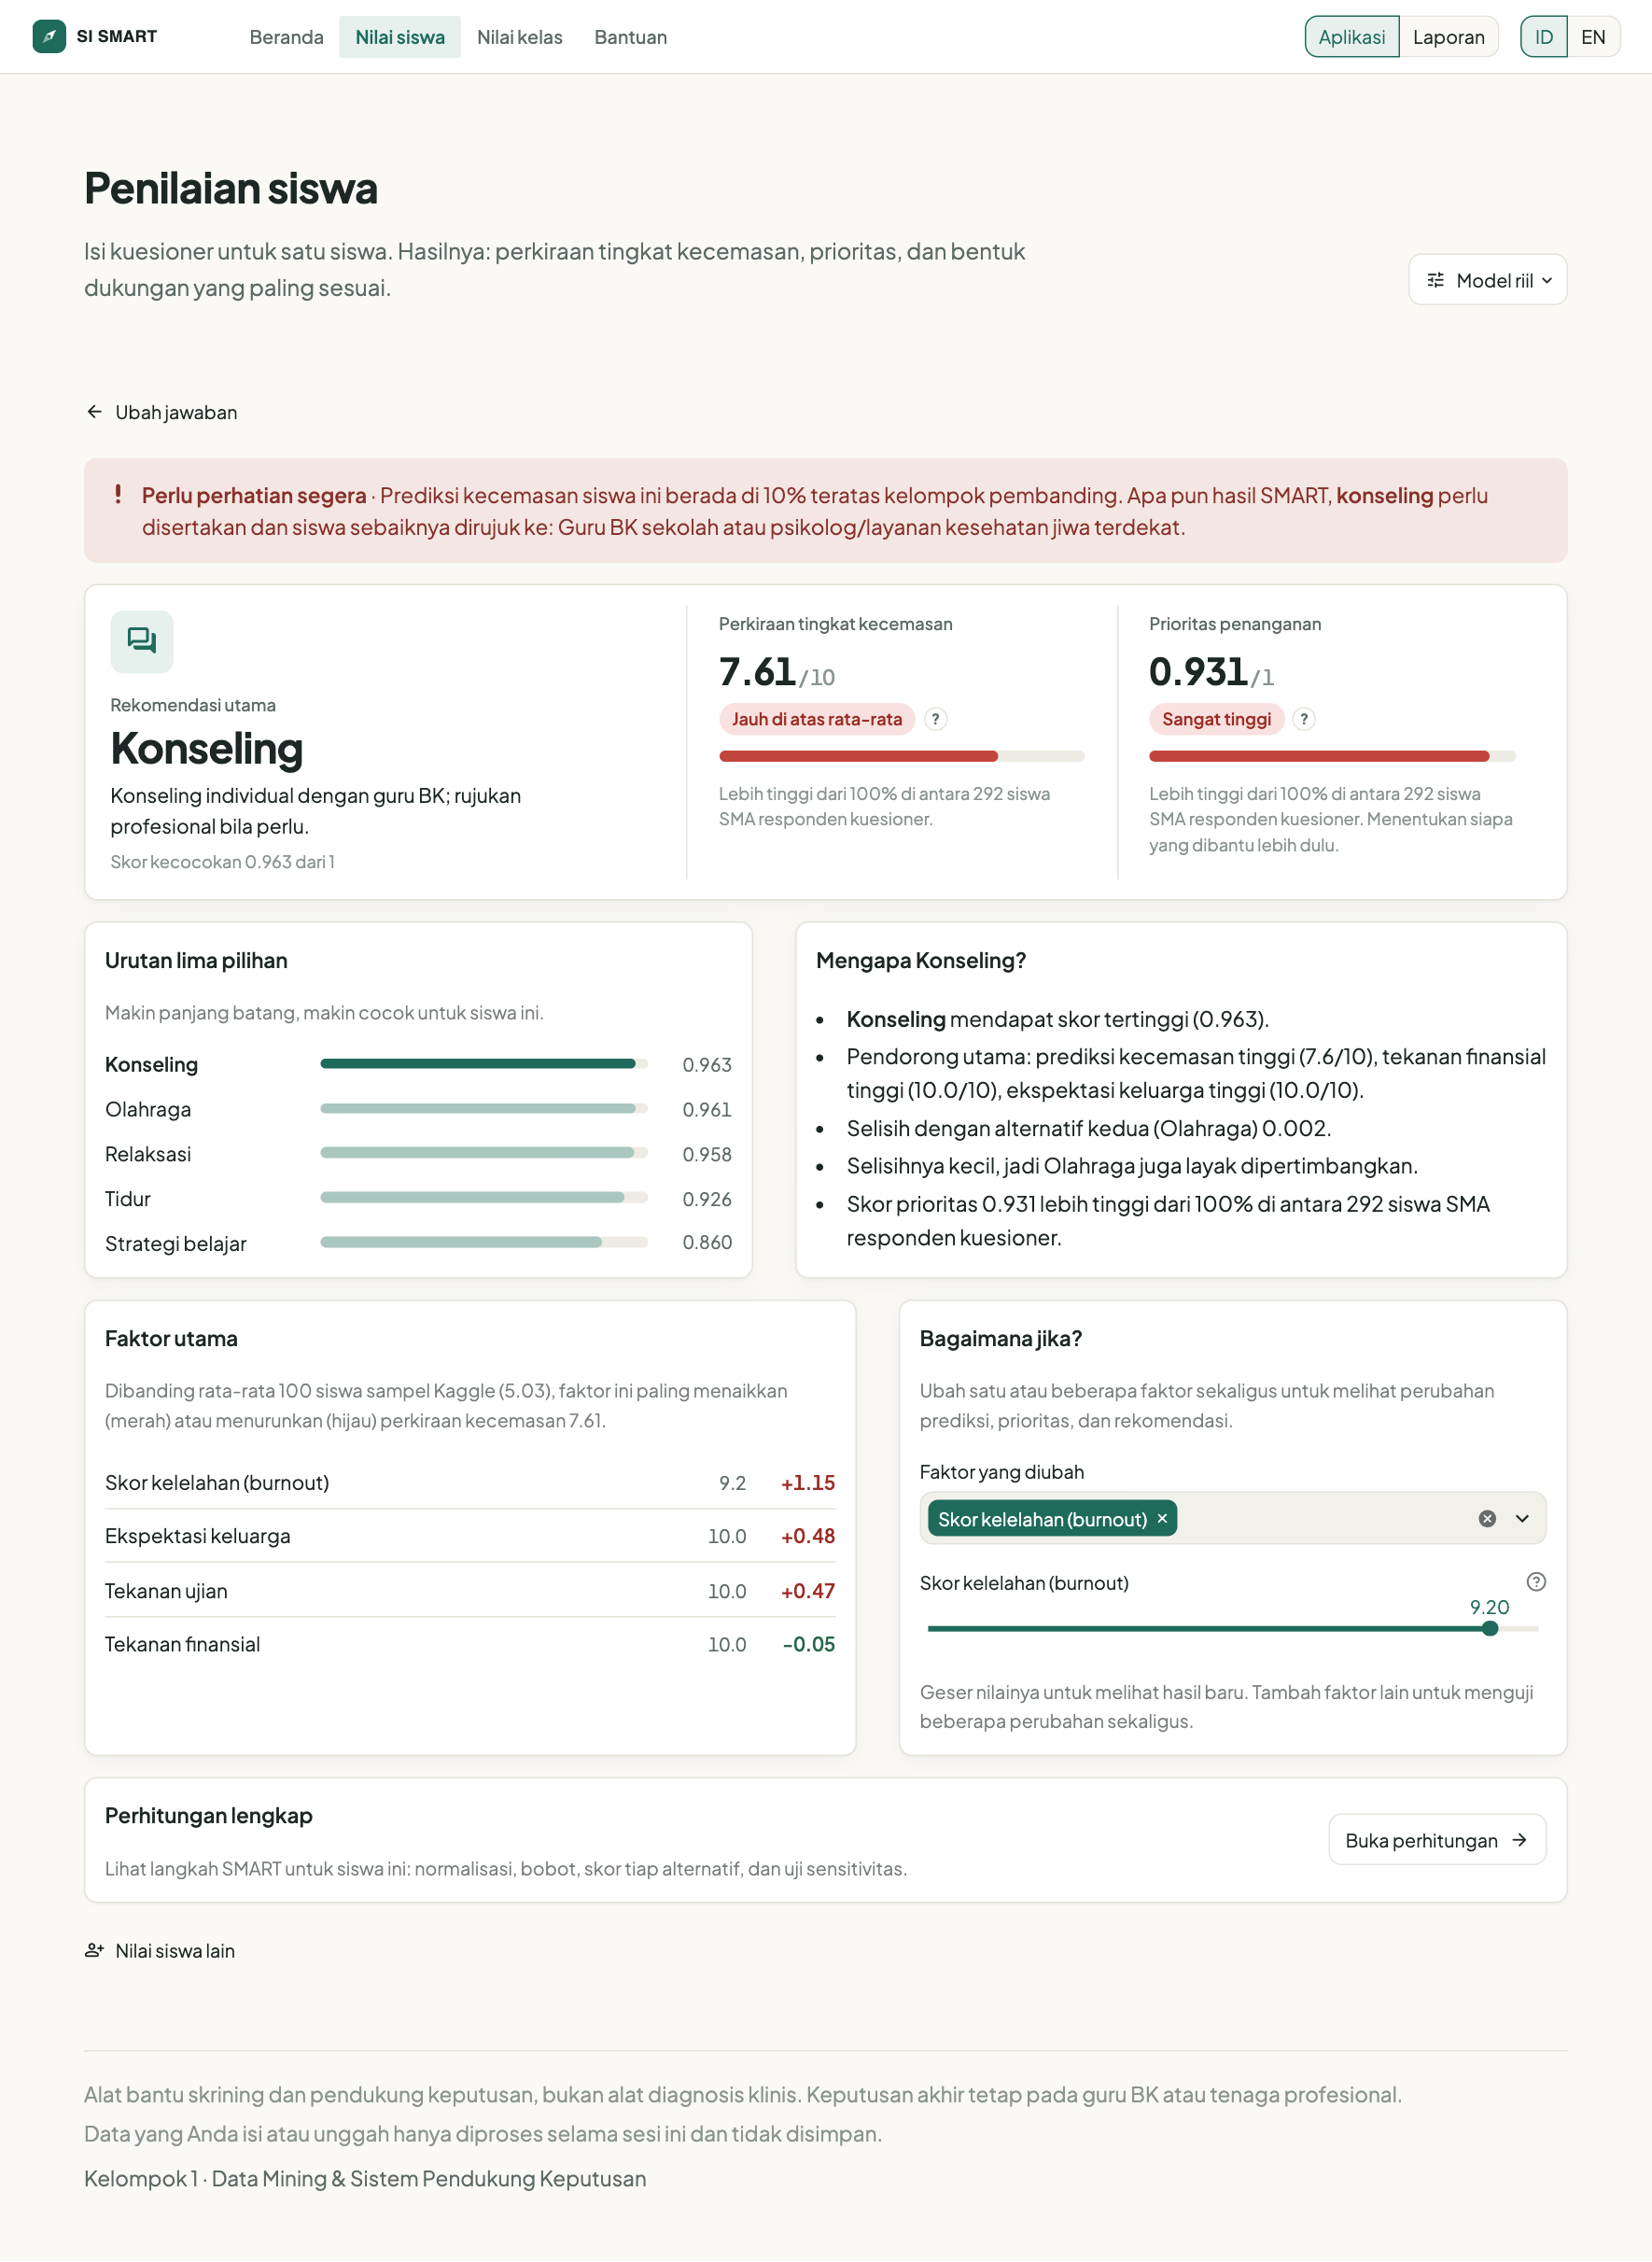 SI SMART
Beranda
Nilai siswa
Nilai kelas
Bantuan
Aplikasi
Laporan
ID
EN
Penilaian siswa
Isi kuesioner untuk satu siswa. Hasilnya: perkiraan tingkat kecemasan, prioritas, dan bentuk
dukungan yang paling sesuai.
Model riil
Ubah jawaban
Perlu perhatian segera · Prediksi kecemasan siswa ini berada di 10% teratas kelompok pembanding. Apa pun hasil SMART, konseling perlu
disertakan dan siswa sebaiknya dirujuk ke: Guru BK sekolah atau psikolog/layanan kesehatan jiwa terdekat.
Rekomendasi utama
Konseling
Konseling individual dengan guru BK; rujukan
profesional bila perlu.
Skor kecocokan 0.963 dari 1
Perkiraan tingkat kecemasan
7.61/10
Jauh di atas rata-rata ?
Lebih tinggi dari 100% di antara 292 siswa
SMA responden kuesioner.
Prioritas penanganan
0.931/1
Sangat tinggi ?
Lebih tinggi dari 100% di antara 292 siswa
SMA responden kuesioner. Menentukan siapa
yang dibantu lebih dulu.
Urutan lima pilihan
Makin panjang batang, makin cocok untuk siswa ini.
Konseling 0.963
Olahraga 0.961
Relaksasi 0.958
Tidur 0.926
Strategi belajar 0.860
Mengapa Konseling?
• Konseling mendapat skor tertinggi (0.963).
• Pendorong utama: prediksi kecemasan tinggi (7.6/10), tekanan finansial
tinggi (10.0/10), ekspektasi keluarga tinggi (10.0/10).
• Selisih dengan alternatif kedua (Olahraga) 0.002.
• Selisihnya kecil, jadi Olahraga juga layak dipertimbangkan.
• Skor prioritas 0.931 lebih tinggi dari 100% di antara 292 siswa SMA
responden kuesioner.
Faktor utama
Dibanding rata-rata 100 siswa sampel Kaggle (5.03), faktor ini paling menaikkan
(merah) atau menurunkan (hijau) perkiraan kecemasan 7.61.
Skor kelelahan (burnout) 9.2 +1.15
Ekspektasi keluarga 10.0 +0.48
Tekanan ujian 10.0 +0.47
Tekanan finansial 10.0 -0.05
Bagaimana jika?
Ubah satu atau beberapa faktor sekaligus untuk melihat perubahan
prediksi, prioritas, dan rekomendasi.
Faktor yang diubah
Skor kelelahan (burnout) ×
Skor kelelahan (burnout) ?
9.20
Geser nilainya untuk melihat hasil baru. Tambah faktor lain untuk menguji
beberapa perubahan sekaligus.
Perhitungan lengkap
Lihat langkah SMART untuk siswa ini: normalisasi, bobot, skor tiap alternatif, dan uji sensitivitas.
Buka perhitungan →
Nilai siswa lain
Alat bantu skrining dan pendukung keputusan, bukan alat diagnosis klinis. Keputusan akhir tetap pada guru BK atau tenaga profesional.
Data yang Anda isi atau unggah hanya diproses selama sesi ini dan tidak disimpan.
Kelompok 1 · Data Mining & Sistem Pendukung Keputusan